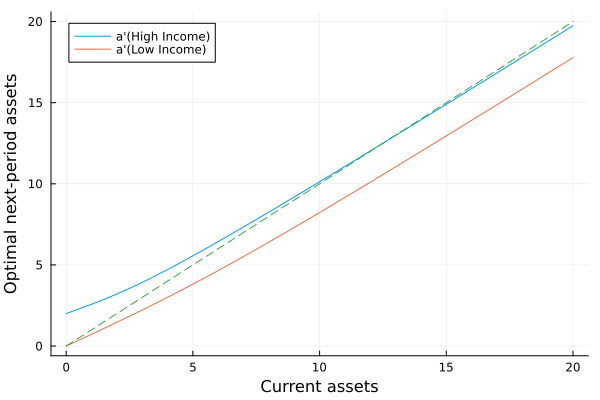 20
15
10
5
0
Optimal next-period assets
a'(High Income)
a'(Low Income)
0 5 10 15 20
Current assets